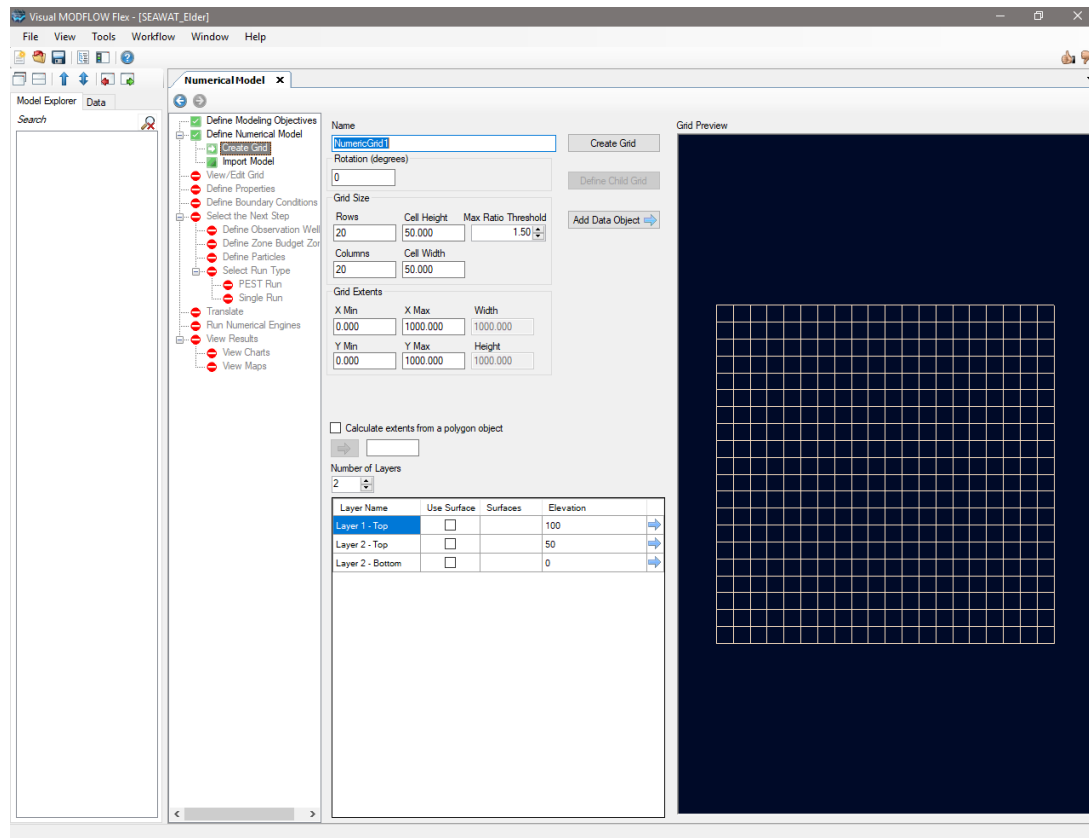 Visual MODFLOW Flex - [SEAWAT_Elder]
File View Tools Workflow Window Help
NumericalModel X
Model Explorer Data
Search
Define Modeling Objectives
Define Numerical Model
Create Grid
Import Model
View/Edit Grid
Define Properties
Define Boundary Conditions
Select the Next Step
Define Observation Well
Define Zone Budget Zor
Define Particles
Select Run Type
PEST Run
Single Run
Translate
Run Numerical Engines
View Results
View Charts
View Maps
Name
NumericGrid1
Create Grid
Rotation (degrees)
0
Define Child Grid
Grid Size
Rows Cell Height Max Ratio Threshold
20 50.000 1.50
Add Data Object
Columns Cell Width
20 50.000
Grid Extents
X Min X Max Width
0.000 1000.000 1000.000
Y Min Y Max Height
0.000 1000.000 1000.000
Calculate extents from a polygon object
Number of Layers
2
Layer Name Use Surface Surfaces Elevation
Layer 1 - Top 100
Layer 2 - Top 50
Layer 2 - Bottom 0
Grid Preview